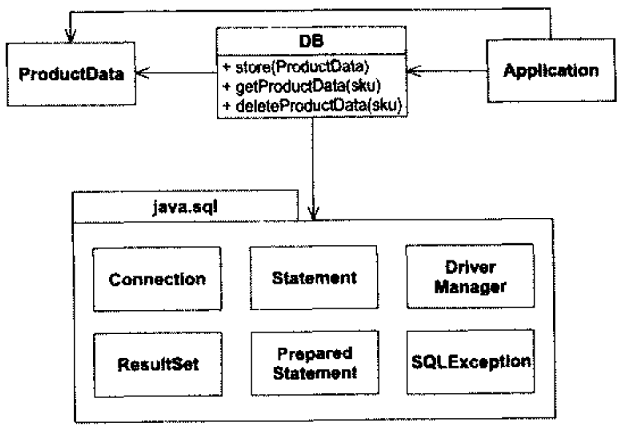 DB
ProductData
+ store(ProductData)
+ getProductData(sku)
+ deleteProductData(sku)
Application
java.sql
Connection
Statement
Driver
Manager
ResultSet
Prepared
Statement
SQLException